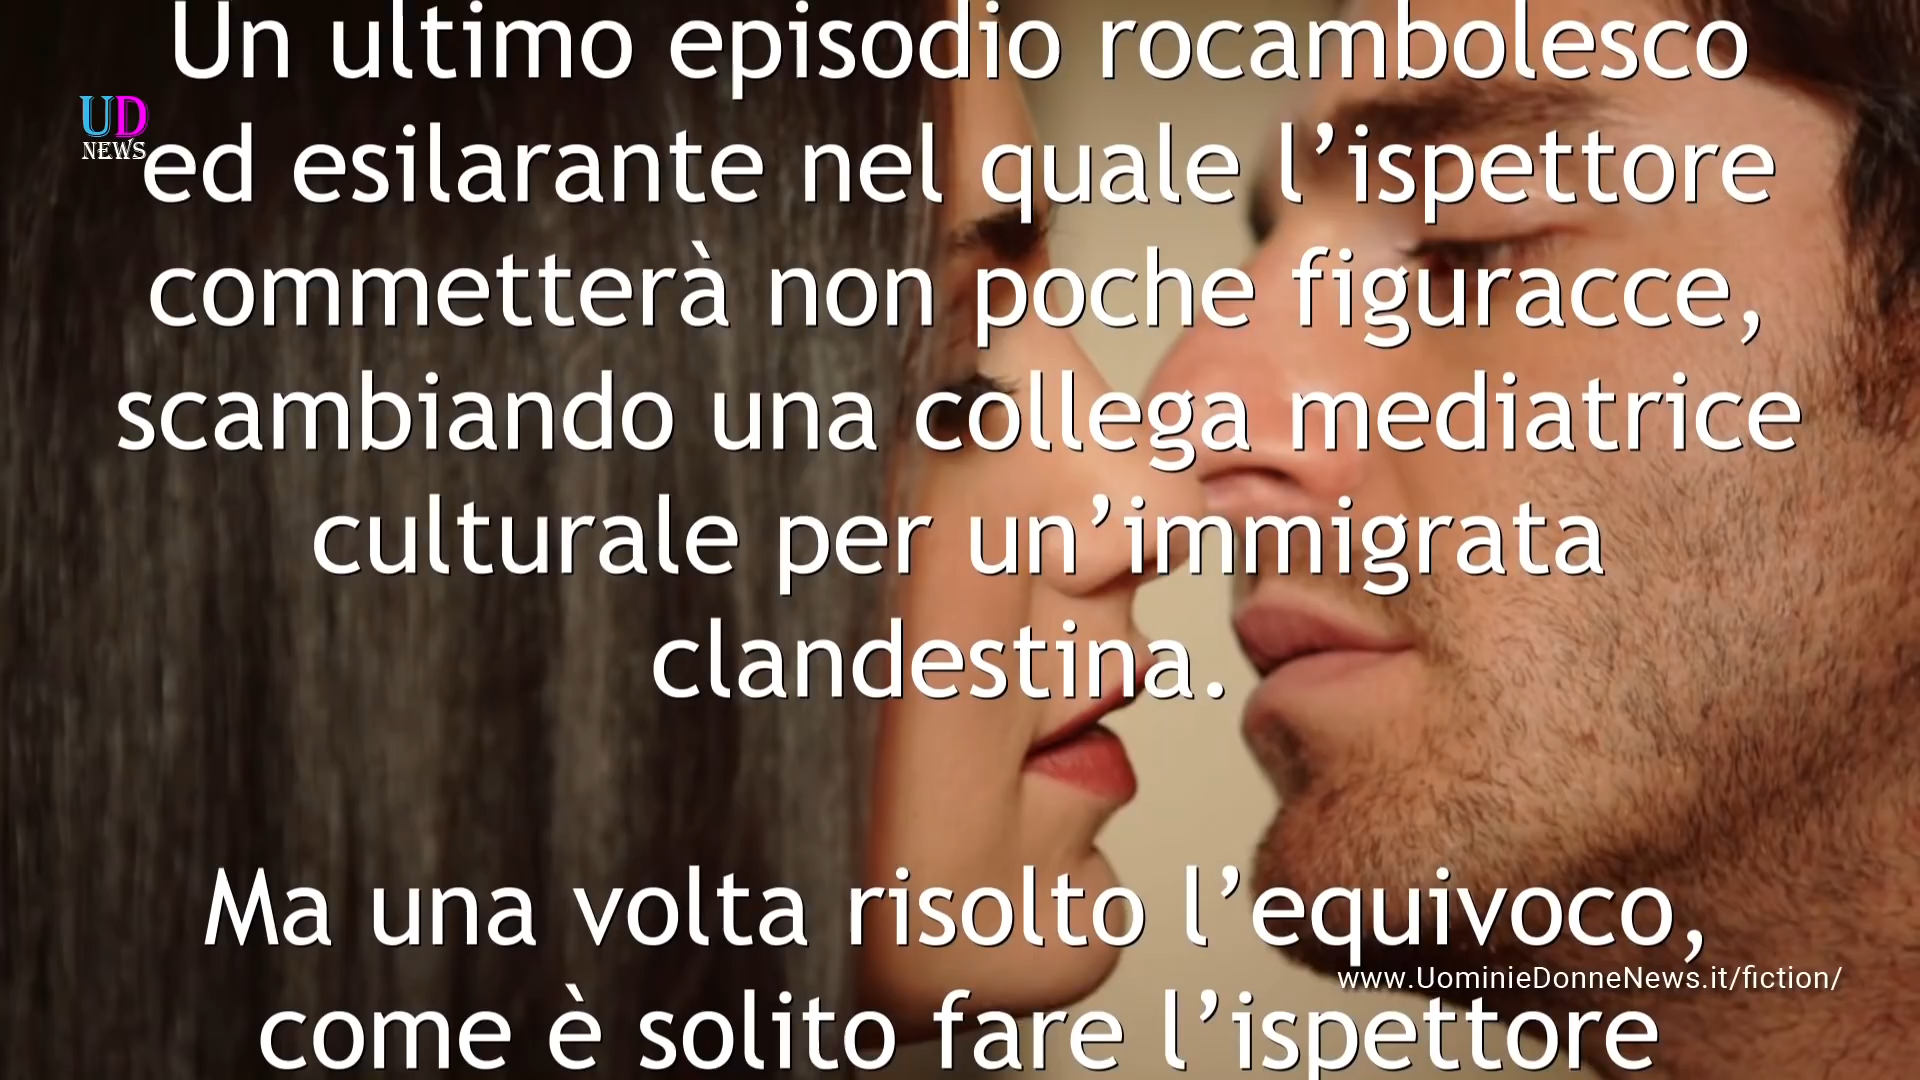 Un ultimo episodio rocambolesco
UD
NEWS
ed esilarante nel quale l’ispettore
commetterà non poche figuracce,
scambiando una collega mediatrice
culturale per un’immigrata
clandestina.
Ma una volta risolto l’equivoco,
www.UominieDonneNews.it/fiction/
come è solito fare l’ispettore